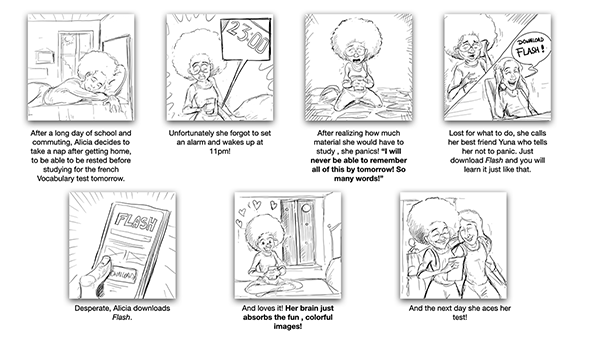 23:00
DOWNLOAD
FLASH!
After a long day of school and
commuting, Alicia decides to
take a nap after getting home,
to be able to be rested before
studying for the french
Vocabulary test tomorrow.
Unfortunately she forgot to set
an alarm and wakes up at
11pm!
After realizing how much
material she would have to
study , she panics! “I will
never be able to remember
all of this by tomorrow! So
many words!”
Lost for what to do, she calls
her best friend Yuna who tells
her not to panic. Just
download Flash and you will
learn it just like that.
FLASH
DOWNLOAD
Desperate, Alicia downloads
Flash.
And loves it! Her brain just
absorbs the fun , colorful
images!
And the next day she aces her
test!